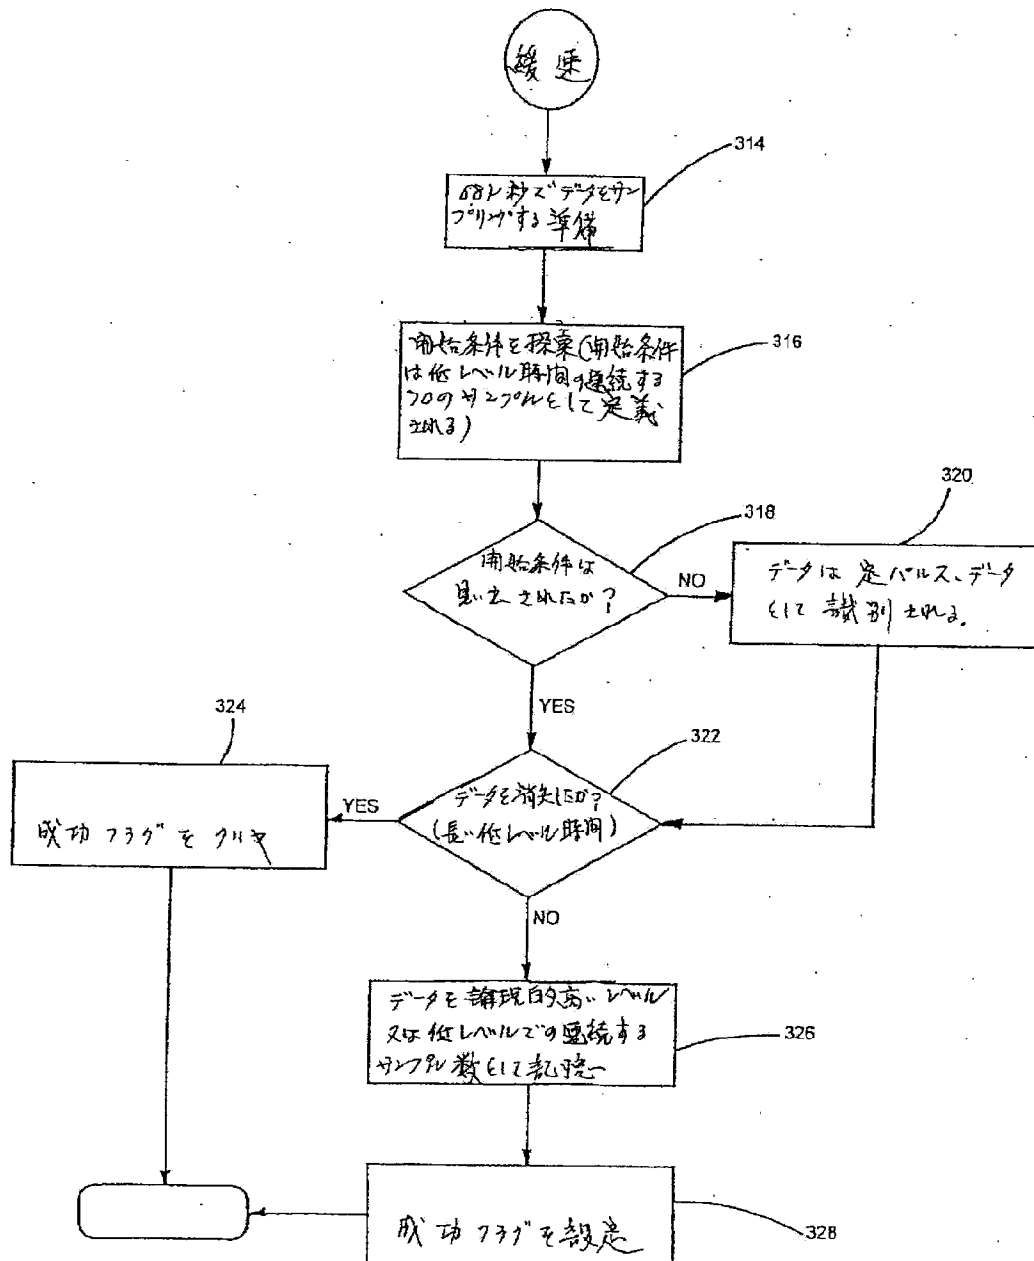 緩速
314
68μ秒でデータをサン
プリングする準備
316
開始条件を探索(開始条件
は低レベル時間の連続する
70のサンプルとして定義
される)
318
開始条件は
見い出されたか?
NO
320
データは定パルス、データ
として識別される。
YES
322
データを消失したか?
(長い低レベル時間)
YES
324
成功フラグをクリヤ
NO
326
データを論理的高いレベル
又は低レベルでの連続する
サンプル数として記憶
328
成功フラグを設定